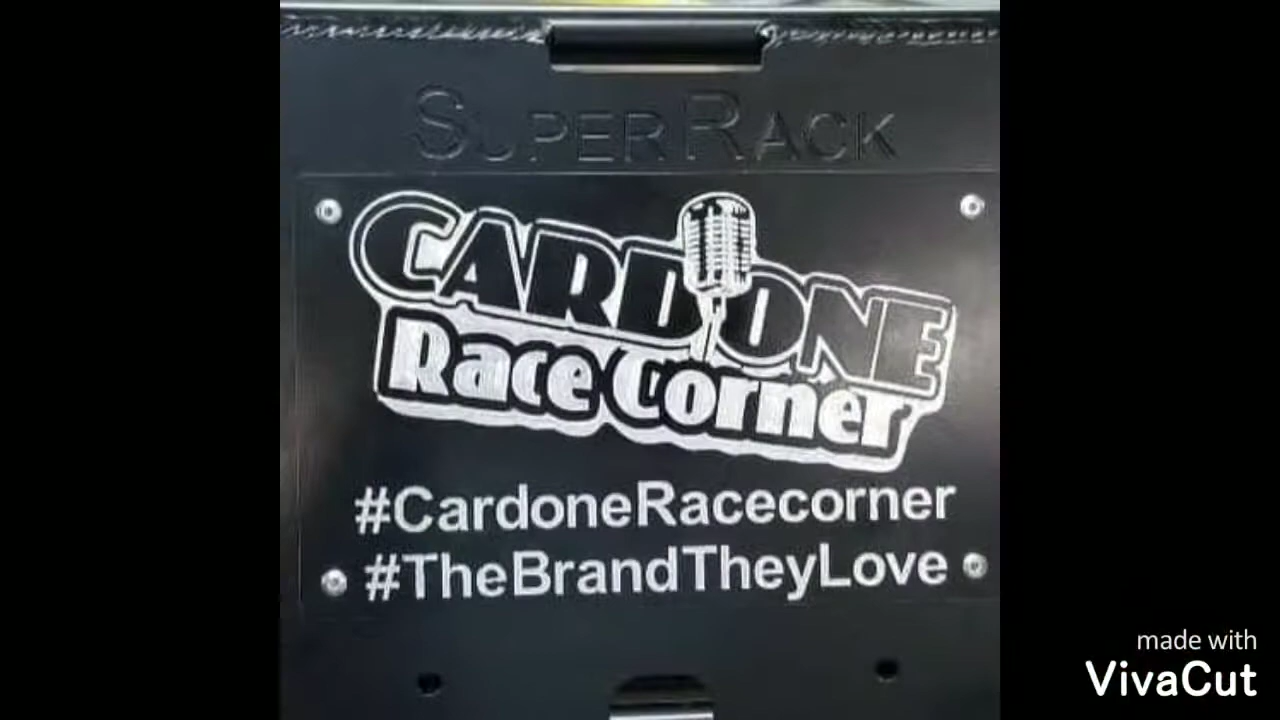 SUPERRACK
CARDONE
Race Corner
#CardoneRacecorner
#TheBrandTheyLove
made with
VivaCut